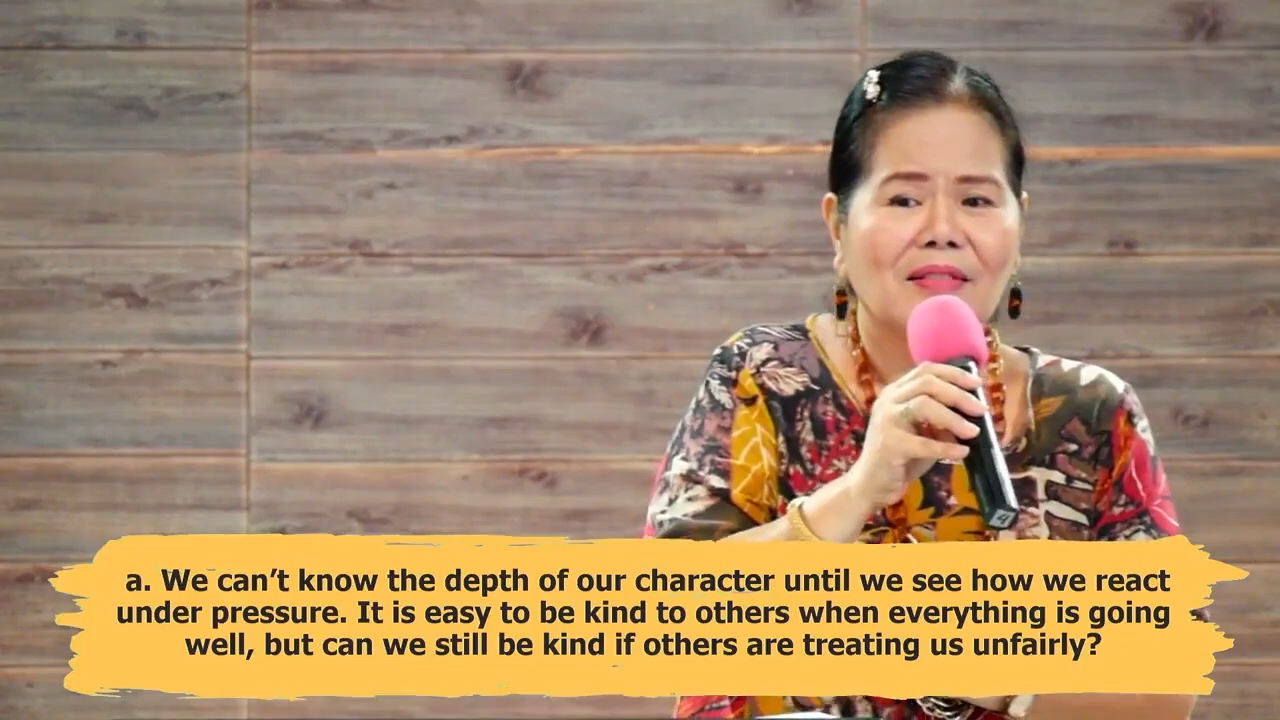 a. We can’t know the depth of our character until we see how we react
under pressure. It is easy to be kind to others when everything is going
well, but can we still be kind if others are treating us unfairly?